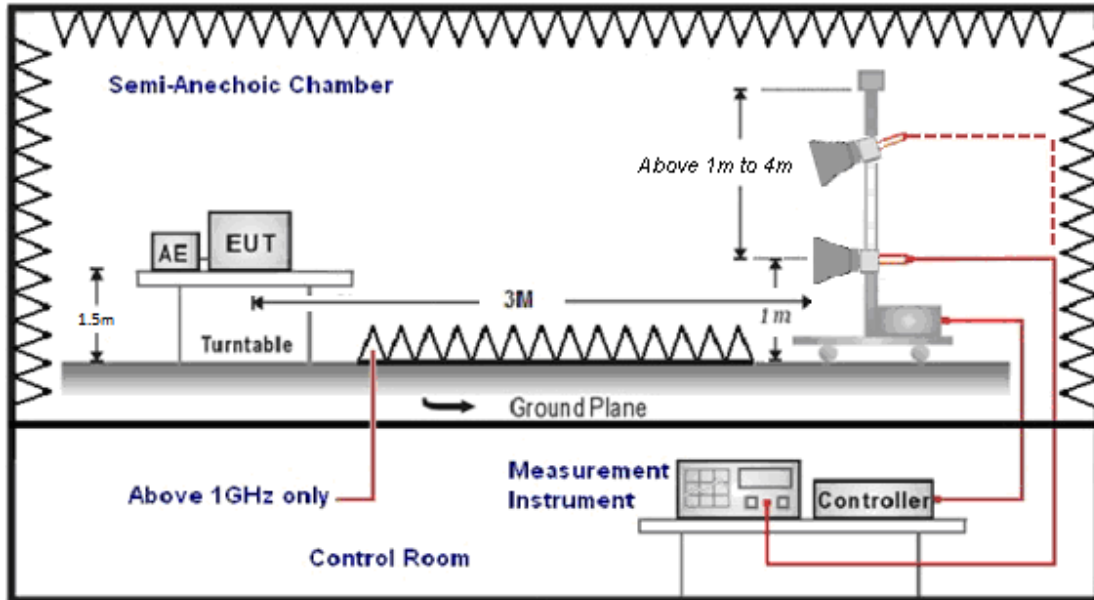 Semi-Anechoic Chamber
Above 1m to 4m
AE
EUT
3M
1m
1.5m
Turntable
Ground Plane
Above 1GHz only
Measurement
Instrument
Controller
Control Room